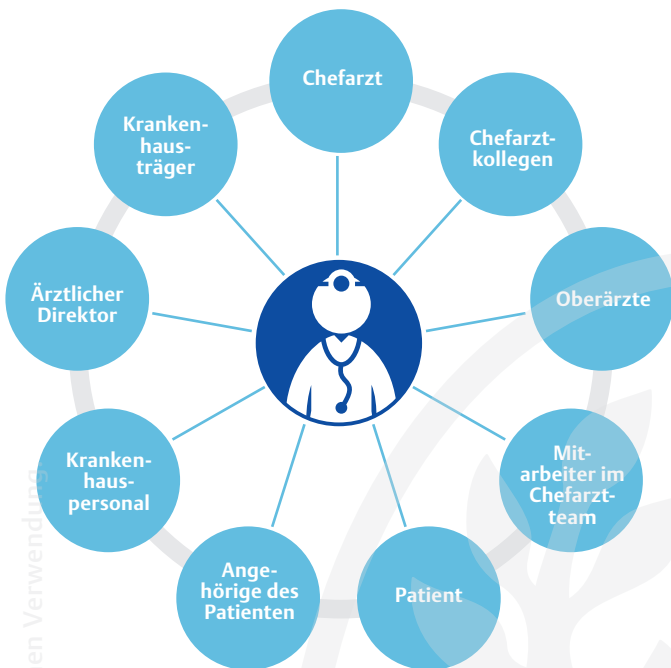 Chefarzt
Chefarzt-
kollegen
Oberärzte
Mit-
arbeiter im
Chefarzt-
team
Patient
Ange-
hörige des
Patienten
Kranken-
haus-
personal
Ärztlicher
Direktor
Kranken-
haus-
träger
en Verwendung